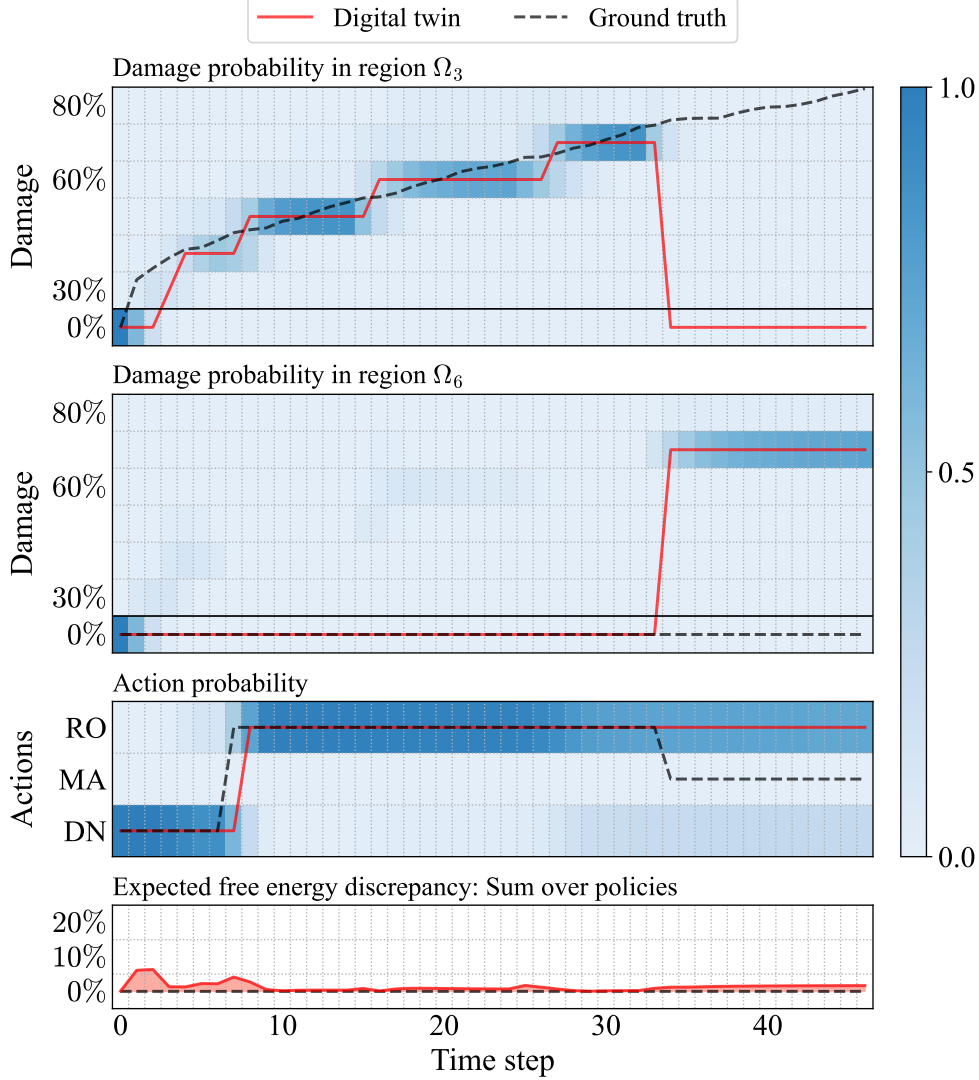 Digital twin
Ground truth
Damage probability in region Ω₃
80%
60%
30%
0%
Damage
Damage probability in region Ω₆
80%
60%
30%
0%
Damage
Action probability
RO
MA
DN
Actions
Expected free energy discrepancy: Sum over policies
20%
10%
0%
0 10 20 30 40
Time step
1.0
0.5
0.0